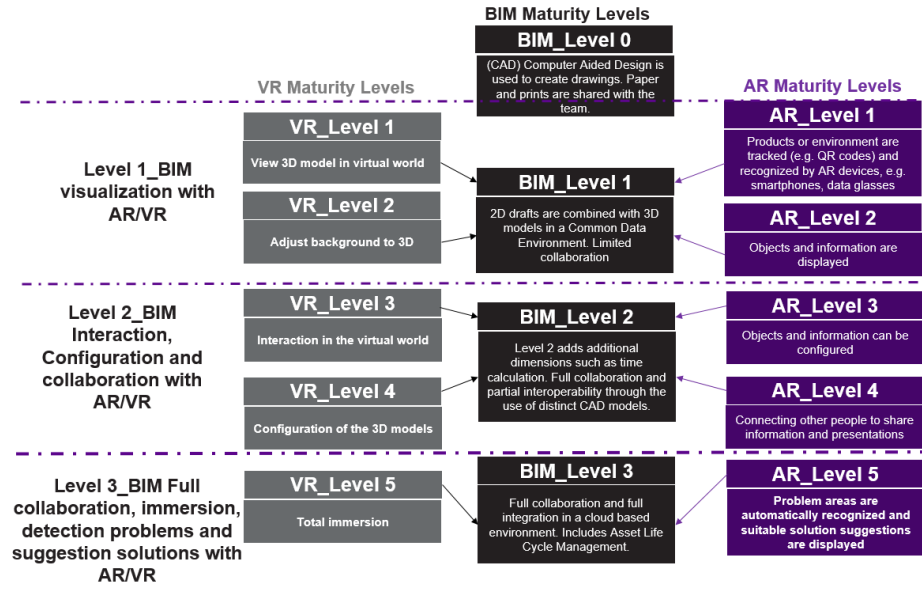 BIM Maturity Levels
BIM_Level 0
(CAD) Computer Aided Design is
used to create drawings. Paper
and prints are shared with the
team.
VR Maturity Levels
AR Maturity Levels
Level 1_BIM
visualization with
AR/VR
VR_Level 1
View 3D model in virtual world
VR_Level 2
Adjust background to 3D
BIM_Level 1
2D drafts are combined with 3D
models in a Common Data
Environment. Limited
collaboration
AR_Level 1
Products or environment are
tracked (e.g. QR codes) and
recognized by AR devices, e.g.
smartphones, data glasses
AR_Level 2
Objects and information are
displayed
Level 2_BIM
Interaction,
Configuration and
collaboration with
AR/VR
VR_Level 3
Interaction in the virtual world
VR_Level 4
Configuration of the 3D models
BIM_Level 2
Level 2 adds additional
dimensions such as time
calculation. Full collaboration and
partial interoperability through the
use of distinct CAD models.
AR_Level 3
Objects and information can be
configured
AR_Level 4
Connecting other people to share
information and presentations
Level 3_BIM Full
collaboration, immersion,
detection problems and
suggestion solutions with
AR/VR
VR_Level 5
Total immersion
BIM_Level 3
Full collaboration and full
integration in a cloud based
environment. Includes Asset Life
Cycle Management.
AR_Level 5
Problem areas are
automatically recognized and
suitable solution suggestions
are displayed